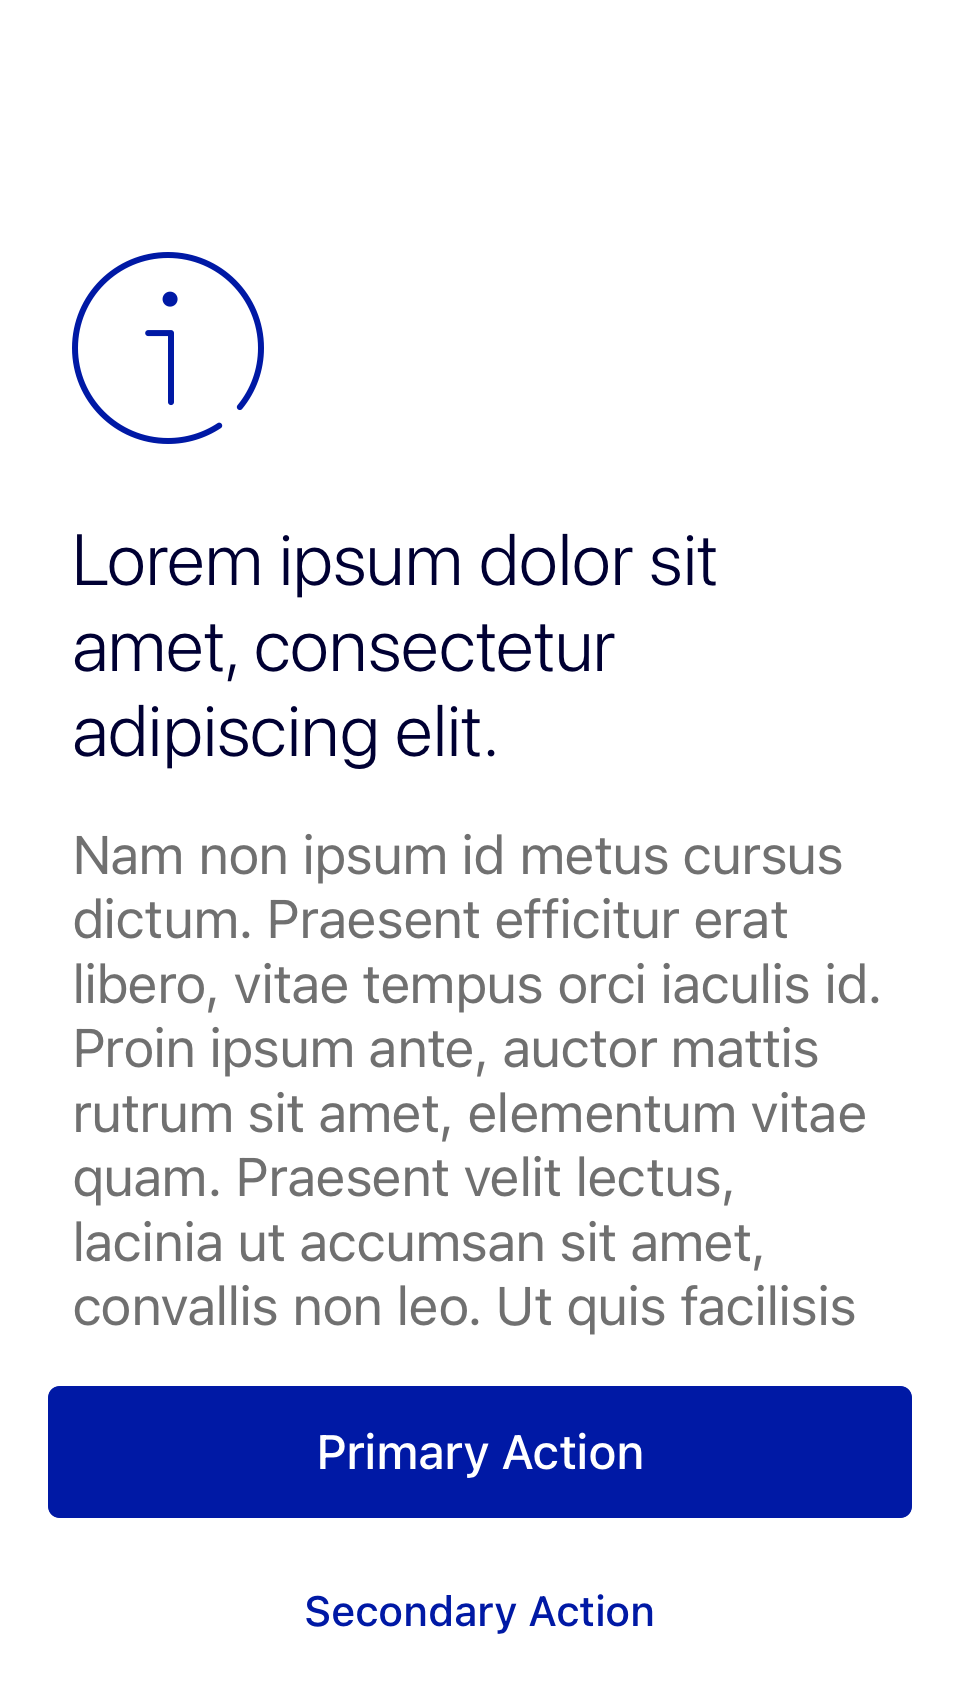 Lorem ipsum dolor sit
amet, consectetur
adipiscing elit.
Nam non ipsum id metus cursus
dictum. Praesent efficitur erat
libero, vitae tempus orci iaculis id.
Proin ipsum ante, auctor mattis
rutrum sit amet, elementum vitae
quam. Praesent velit lectus,
lacinia ut accumsan sit amet,
convallis non leo. Ut quis facilisis
Primary Action
Secondary Action